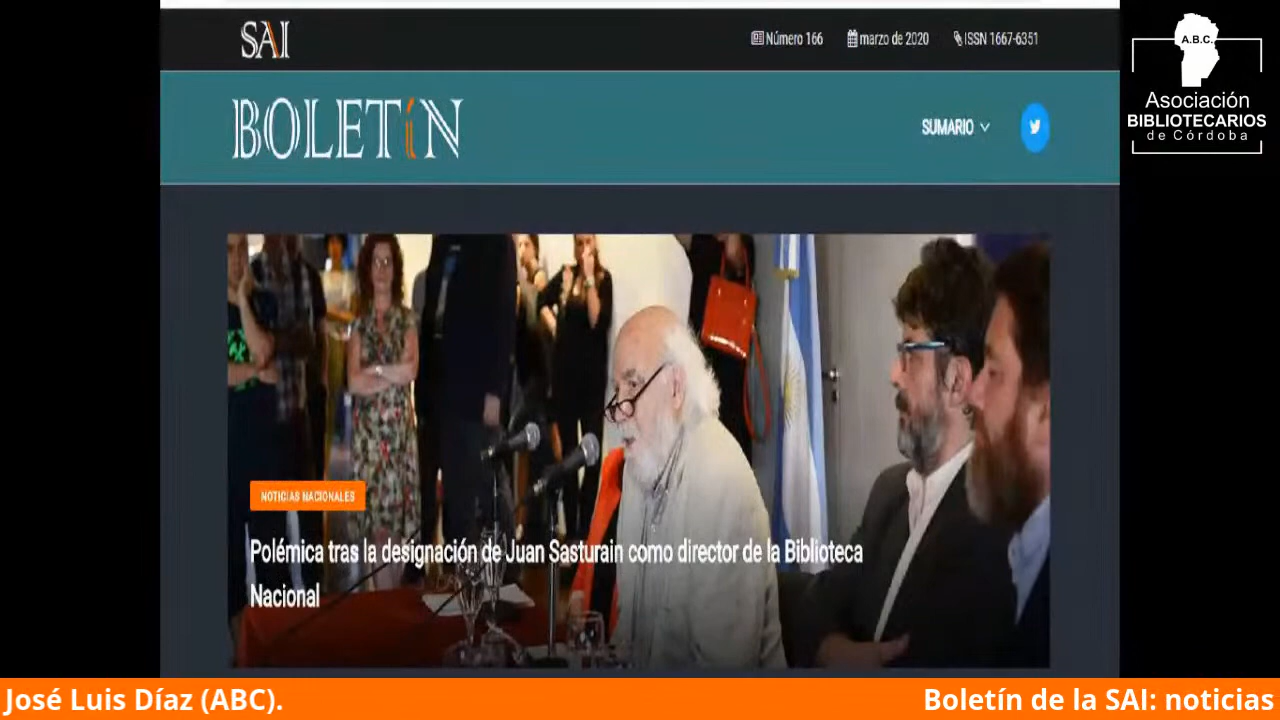 SAI
Número 166
marzo de 2020
ISSN 1667-6351
BOLETíN
SUMARIO
A.B.C.
Asociación
BIBLIOTECARIOS
de Córdoba
NOTICIAS NACIONALES
Polémica tras la designación de Juan Sasturain como director de la Biblioteca
Nacional
José Luis Díaz (ABC).
Boletín de la SAI: noticias